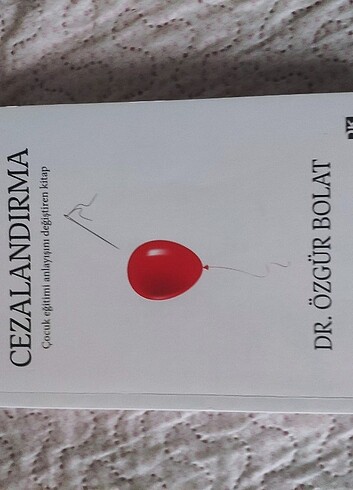 CEZALANDIRMA
Çocuk eğitimi anlayışını değiştiren kitap
DR. ÖZGÜR BOLAT